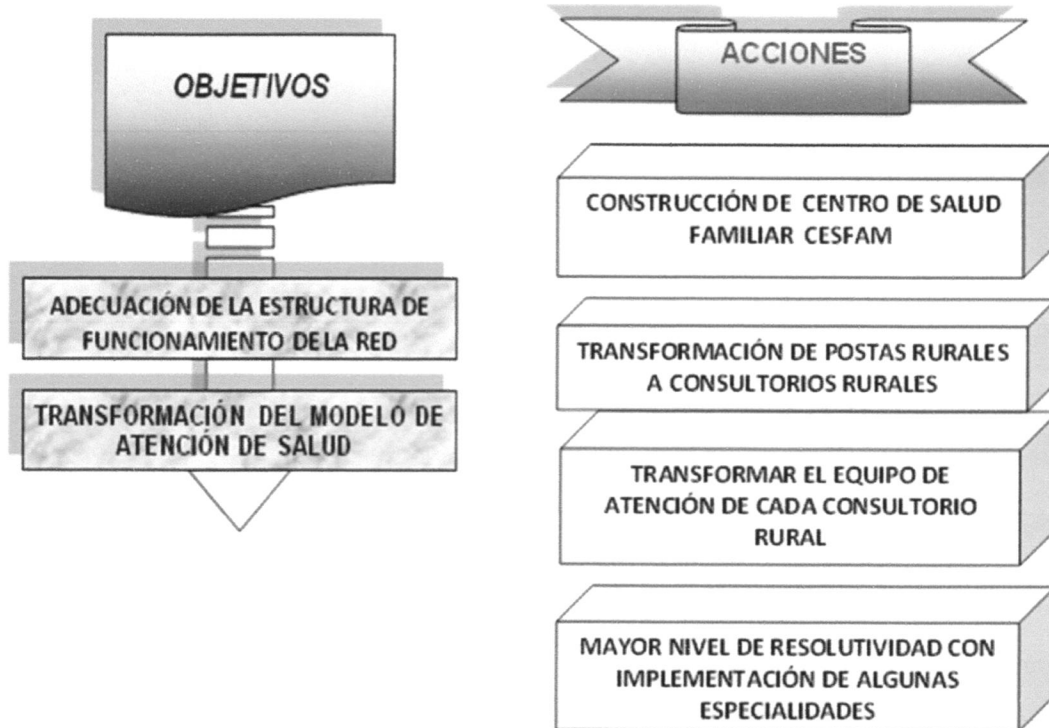 OBJETIVOS
ADECUACIÓN DE LA ESTRUCTURA DE
FUNCIONAMIENTO DE LA RED
TRANSFORMACIÓN DEL MODELO DE
ATENCIÓN DE SALUD
ACCIONES
CONSTRUCCIÓN DE CENTRO DE SALUD
FAMILIAR CESFAM
TRANSFORMACIÓN DE POSTAS RURALES
A CONSULTORIOS RURALES
TRANSFORMAR EL EQUIPO DE
ATENCIÓN DE CADA CONSULTORIO
RURAL
MAYOR NIVEL DE RESOLUTIVIDAD CON
IMPLEMENTACIÓN DE ALGUNAS
ESPECIALIDADES